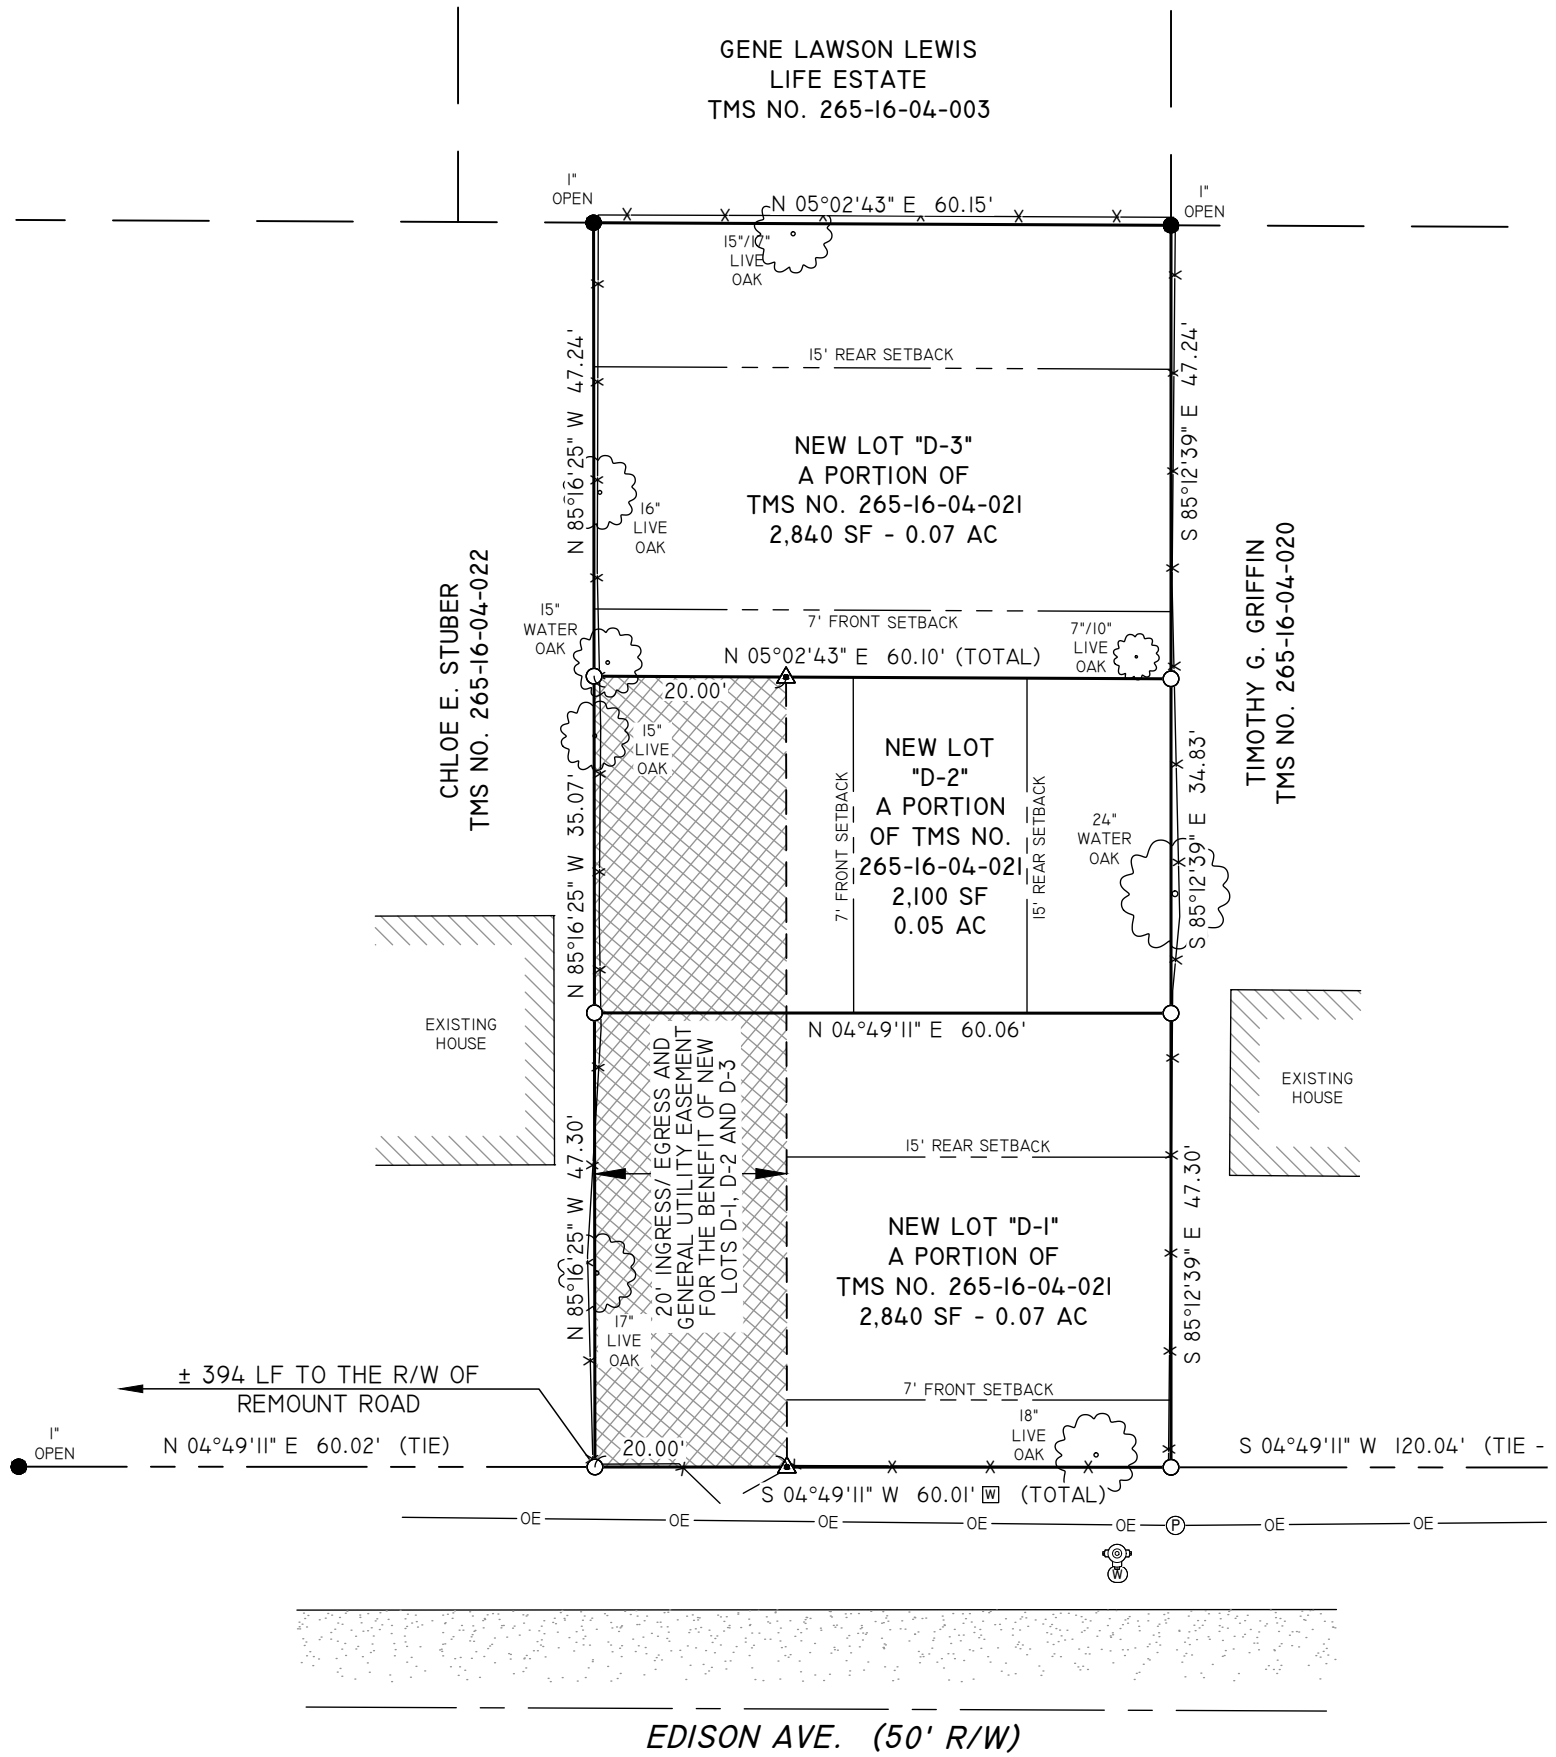 GENE LAWSON LEWIS
LIFE ESTATE
TMS NO. 265-16-04-003
1"
OPEN
N 05°02'43" E 60.15'
1"
OPEN
15"/17"
LIVE
OAK
N 85°16'25" W 47.24'
S 85°12'39" E 47.24'
15' REAR SETBACK
NEW LOT "D-3"
A PORTION OF
TMS NO. 265-16-04-021
2,840 SF - 0.07 AC
16"
LIVE
OAK
CHLOE E. STUBER
TMS NO. 265-16-04-022
TIMOTHY G. GRIFFIN
TMS NO. 265-16-04-020
15"
WATER
OAK
7' FRONT SETBACK
7"/10"
LIVE
OAK
N 05°02'43" E 60.10' (TOTAL)
20.00'
15"
LIVE
OAK
N 85°16'25" W 35.07'
7' FRONT SETBACK
NEW LOT
"D-2"
A PORTION
OF TMS NO.
265-16-04-021
2,100 SF
0.05 AC
15' REAR SETBACK
24"
WATER
OAK
S 85°12'39" E 34.83'
EXISTING
HOUSE
N 04°49'11" E 60.06'
EXISTING
HOUSE
20' INGRESS/ EGRESS AND
GENERAL UTILITY EASEMENT
FOR THE BENEFIT OF NEW
LOTS D-1, D-2 AND D-3
N 85°16'25" W 47.30'
15' REAR SETBACK
S 85°12'39" E 47.30'
NEW LOT "D-1"
A PORTION OF
TMS NO. 265-16-04-021
2,840 SF - 0.07 AC
17"
LIVE
OAK
± 394 LF TO THE R/W OF
REMOUNT ROAD
7' FRONT SETBACK
18"
LIVE
OAK
1"
OPEN
N 04°49'11" E 60.02' (TIE)
20.00'
S 04°49'11" W 120.04' (TIE -
S 04°49'11" W 60.01' W (TOTAL)
OE OE OE OE OE P OE OE
W
EDISON AVE. (50' R/W)